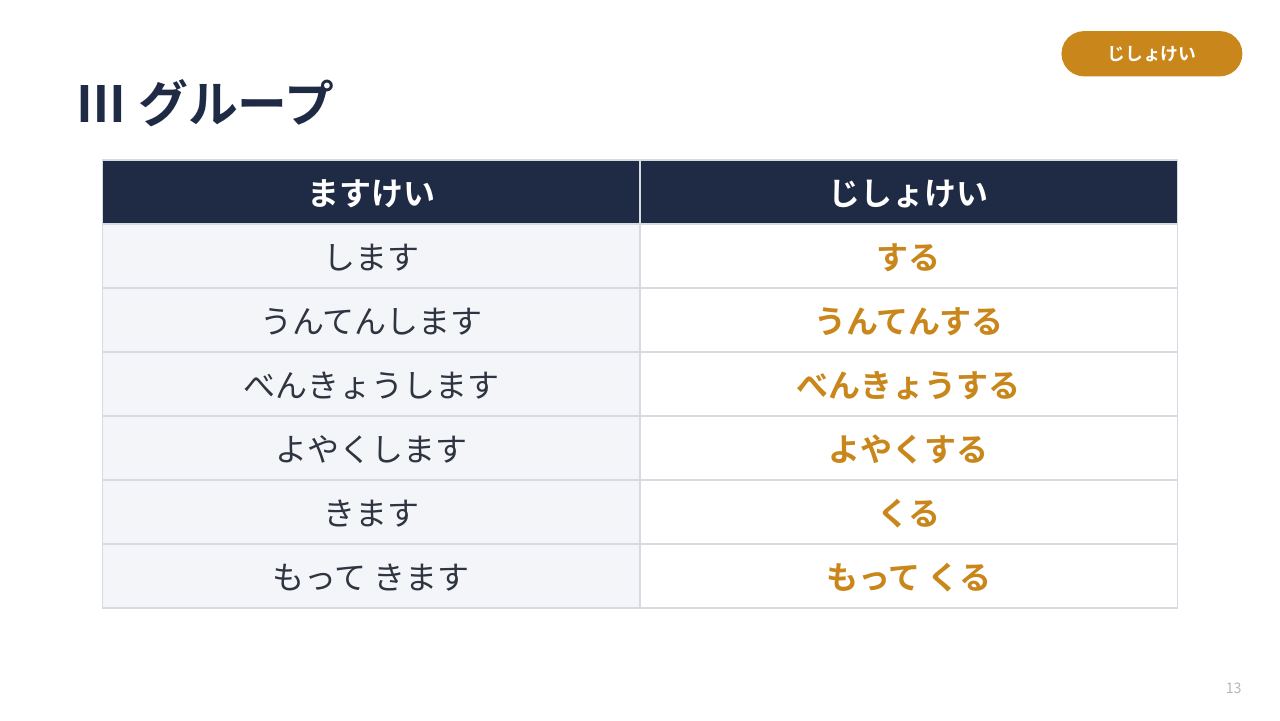 じしょけい
III グループ
ますけい じしょけい
します する
うんてんします うんてんする
べんきょうします べんきょうする
よやくします よやくする
きます くる
もって きます もって くる
13